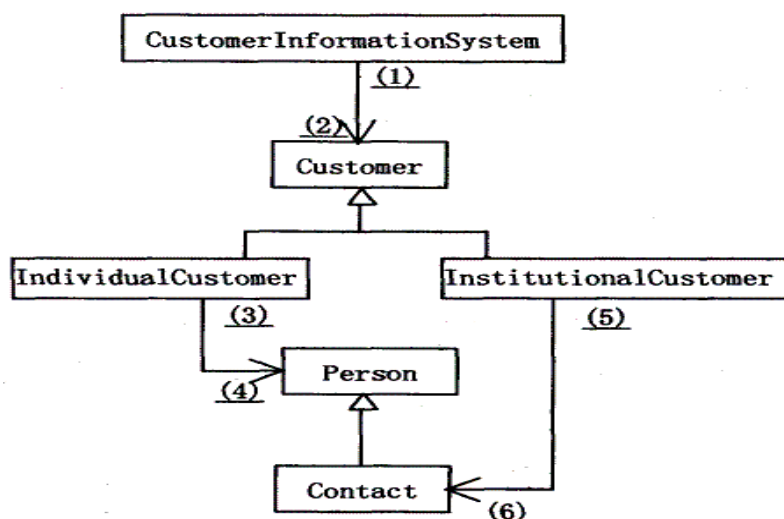 CustomerInformationSystem
(1)
(2)
Customer
IndividualCustomer
InstitutionalCustomer
(3)
(5)
Person
(4)
Contact
(6)